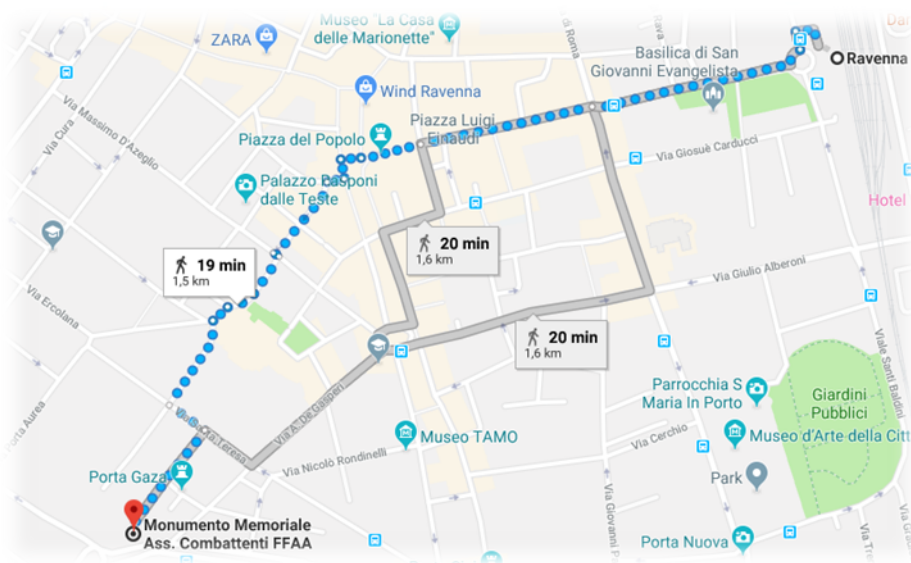 Museo "La Casa
delle Marionette"
ZARA
Basilica di San
Giovanni Evangelista
Ravenna
Wind Ravenna
Via Massimo D'Azeglio
Via Cura
Piazza Luigi
Einaudi
Piazza del Popolo
Via Giosuè Carducci
Palazzo Rasponi
dalle Teste
Hotel
20 min
1,6 km
19 min
1,5 km
Via Giulio Alberoni
Via Ercolana
20 min
1,6 km
Viale Santi Baldini
Parrocchia S
Maria In Porto
Giardini
Pubblici
Porta Aurea
Via A. De Gasperi
Museo TAMO
Via Cerchio
Museo d'Arte della Citt
Via Nicolò Rondinelli
Porta Gaza
Park
Monumento Memoriale
Ass. Combattenti FFAA
Porta Nuova
di Roma
Via Giovanni P